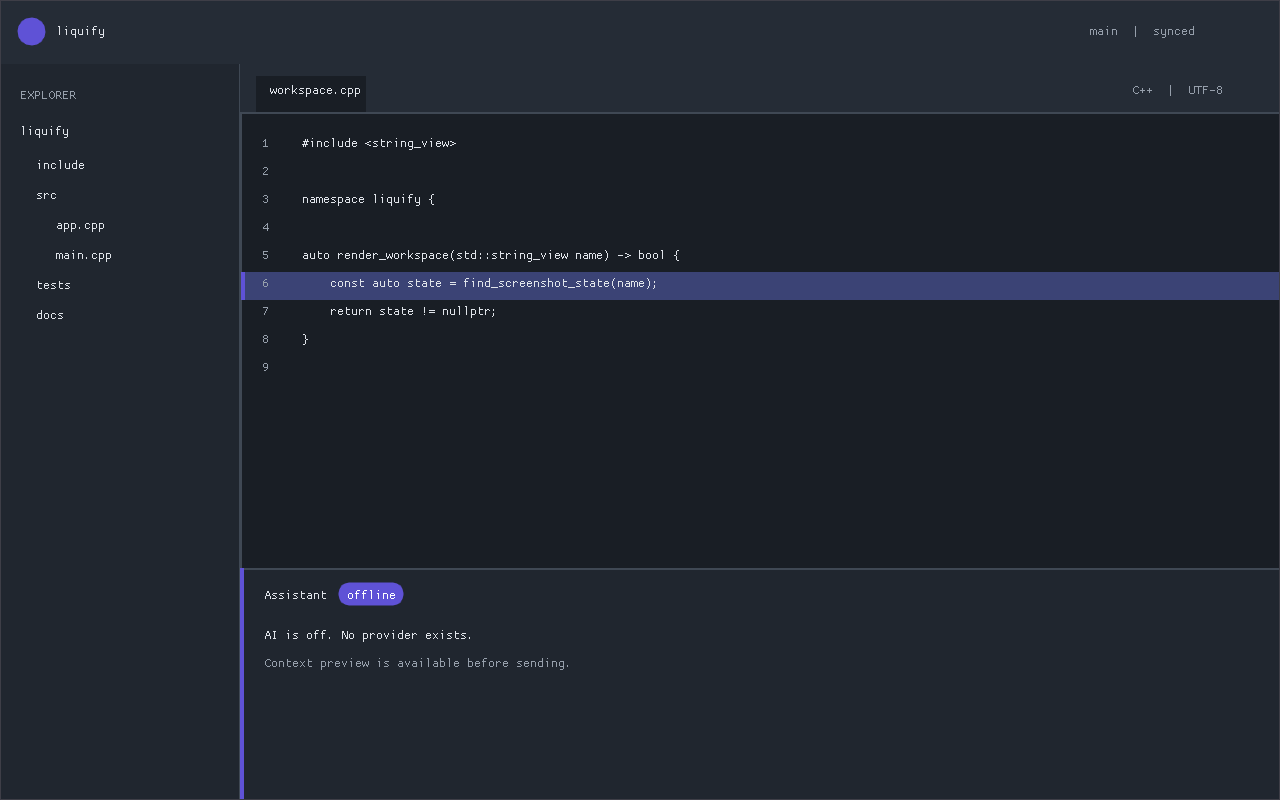 liquify
main | synced
EXPLORER
liquify
include
src
app.cpp
main.cpp
tests
docs
workspace.cpp
C++ | UTF-8
1 #include <string_view>
2
3 namespace liquify {
4
5 auto render_workspace(std::string_view name) -> bool {
6     const auto state = find_screenshot_state(name);
7     return state != nullptr;
8 }
9
Assistant offline
AI is off. No provider exists.
Context preview is available before sending.